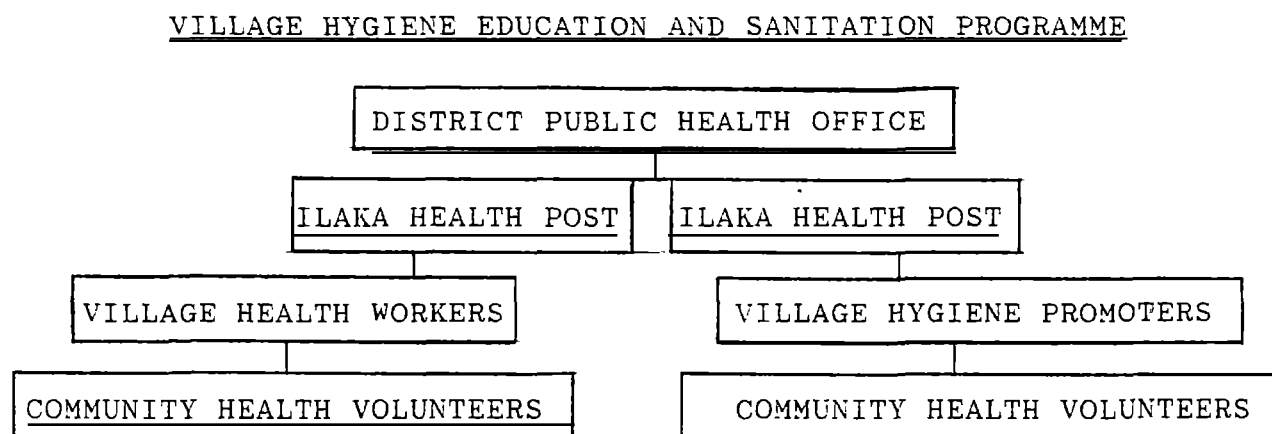 VILLAGE HYGIENE EDUCATION AND SANITATION PROGRAMME
DISTRICT PUBLIC HEALTH OFFICE
ILAKA HEALTH POST ILAKA HEALTH POST
VILLAGE HEALTH WORKERS VILLAGE HYGIENE PROMOTERS
COMMUNITY HEALTH VOLUNTEERS COMMUNITY HEALTH VOLUNTEERS